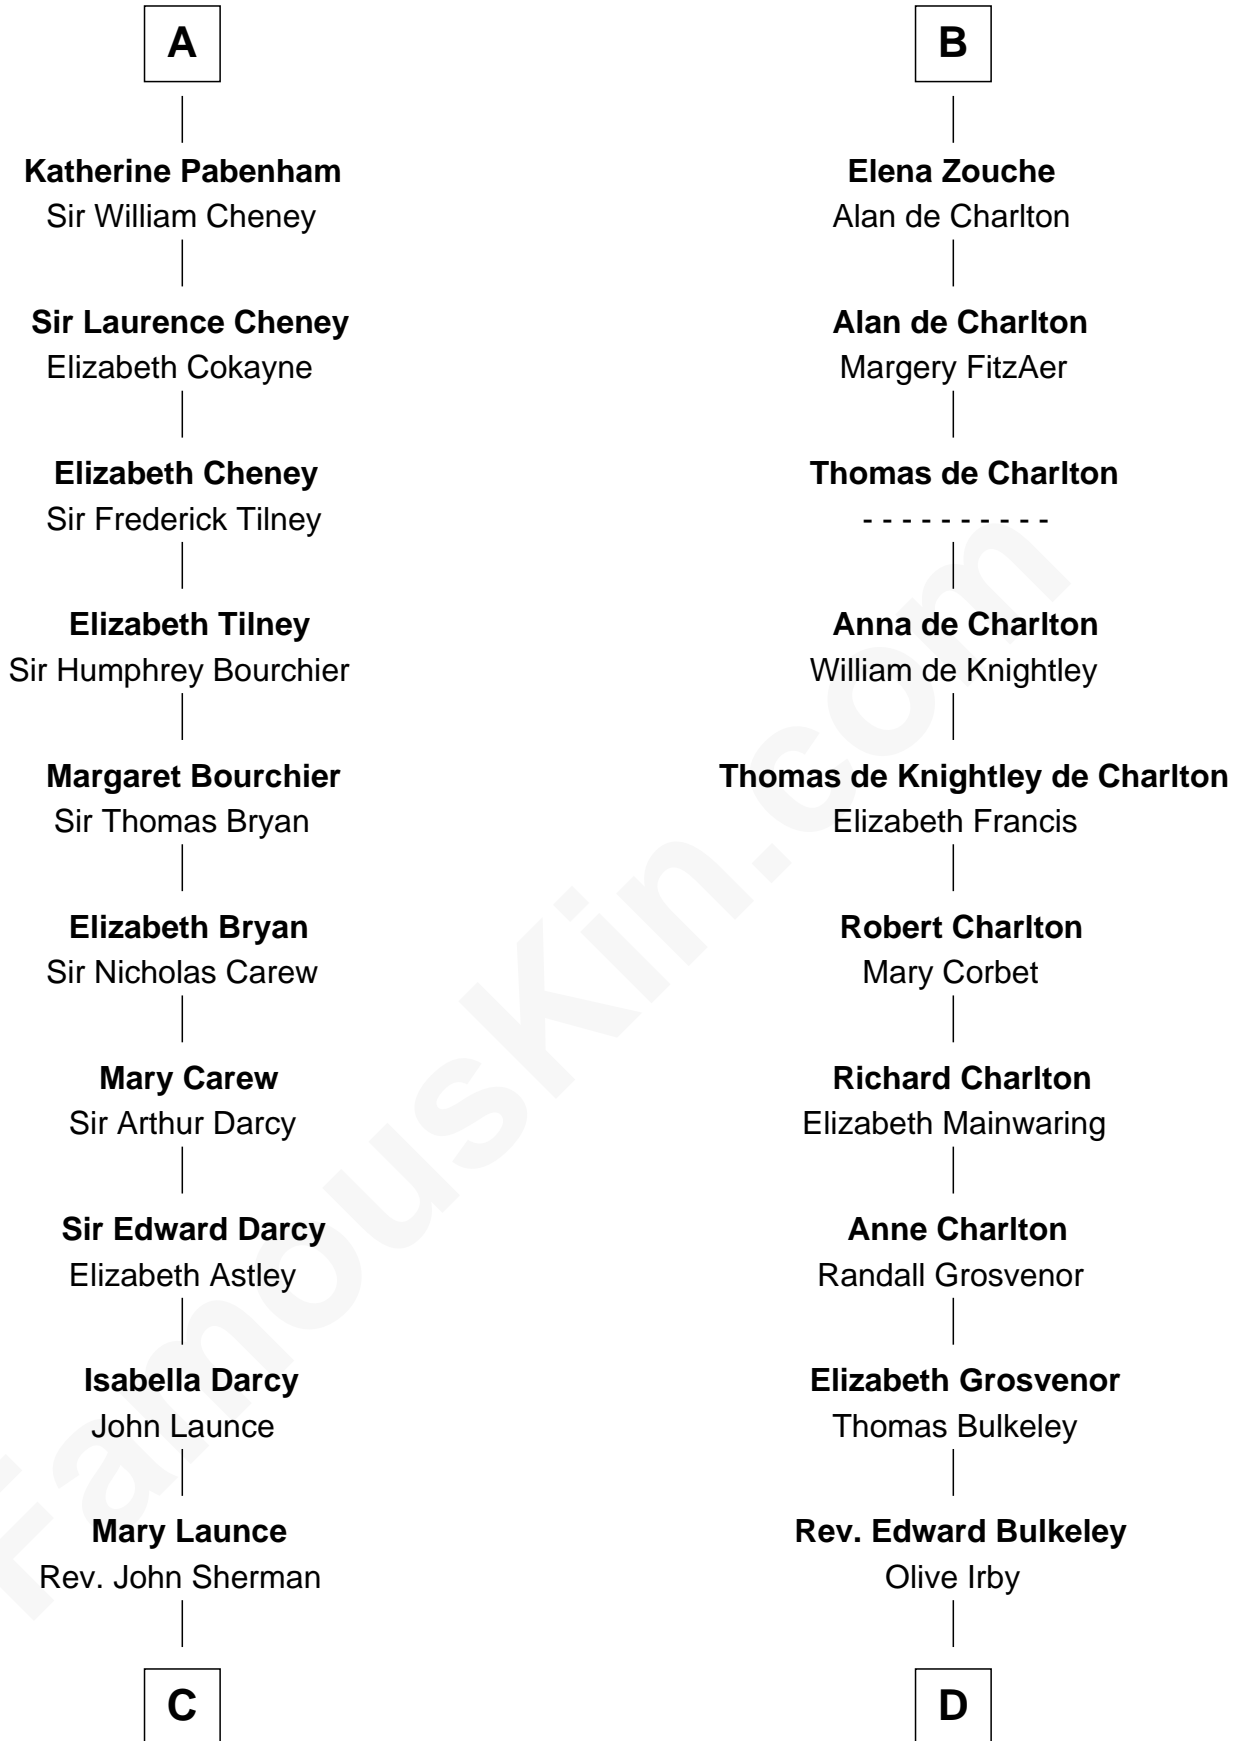 A
Katherine Pabenham
Sir William Cheney
Sir Laurence Cheney
Elizabeth Cokayne
Elizabeth Cheney
Sir Frederick Tilney
Elizabeth Tilney
Sir Humphrey Bourchier
Margaret Bourchier
Sir Thomas Bryan
Elizabeth Bryan
Sir Nicholas Carew
Mary Carew
Sir Arthur Darcy
Sir Edward Darcy
Elizabeth Astley
Isabella Darcy
John Launce
Mary Launce
Rev. John Sherman
C
B
Elena Zouche
Alan de Charlton
Alan de Charlton
Margery FitzAer
Thomas de Charlton
- - - - - - - - - -
Anna de Charlton
William de Knightley
Thomas de Knightley de Charlton
Elizabeth Francis
Robert Charlton
Mary Corbet
Richard Charlton
Elizabeth Mainwaring
Anne Charlton
Randall Grosvenor
Elizabeth Grosvenor
Thomas Bulkeley
Rev. Edward Bulkeley
Olive Irby
D
FamousKin.com